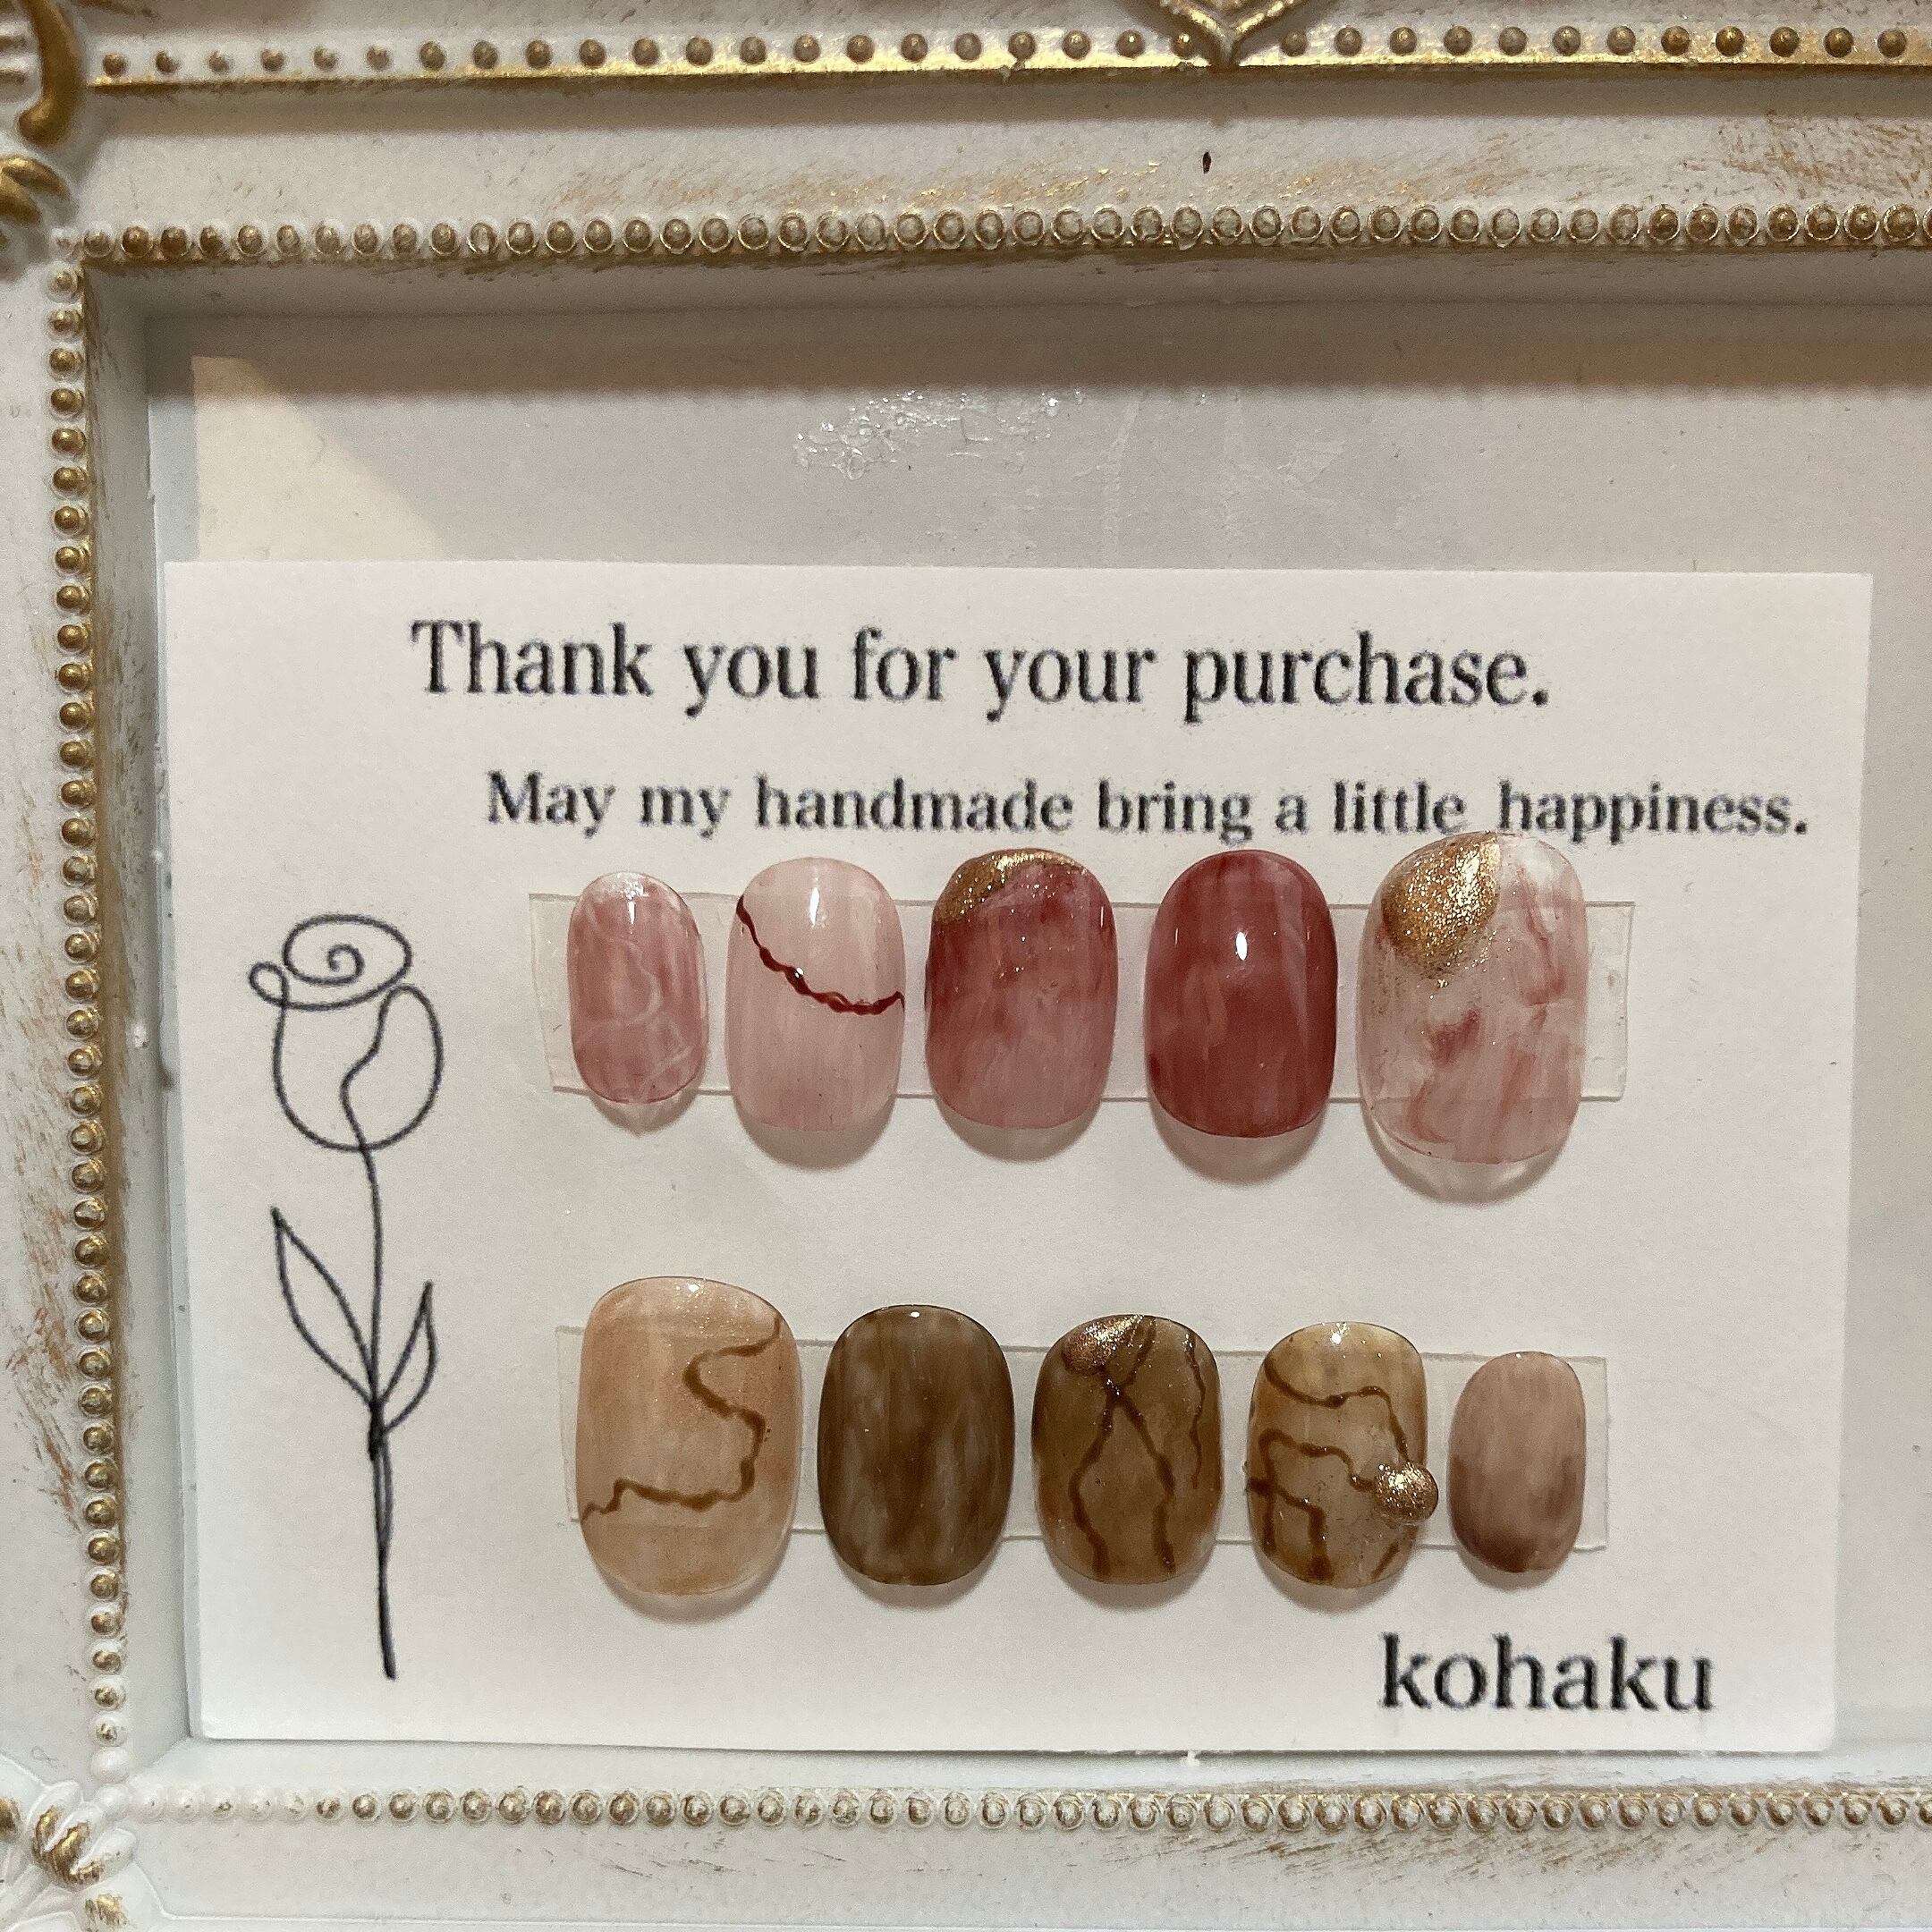 Thank you for your purchase.
May my handmade bring a little happiness.
kohaku